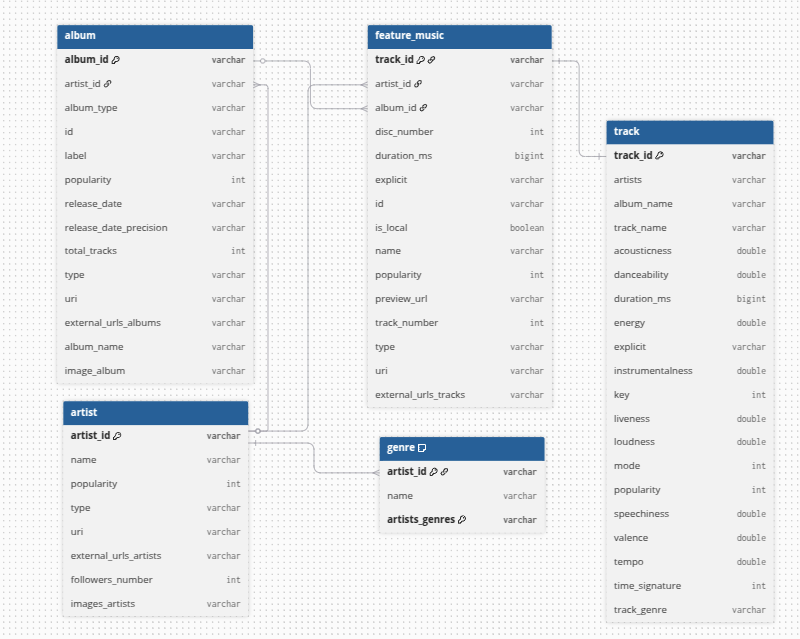 album
album_id varchar
artist_id varchar
album_type varchar
id varchar
label varchar
popularity int
release_date varchar
release_date_precision varchar
total_tracks int
type varchar
uri varchar
external_urls_albums varchar
album_name varchar
image_album varchar
artist
artist_id varchar
name varchar
popularity int
type varchar
uri varchar
external_urls_artists varchar
followers_number int
images_artists varchar
feature_music
track_id varchar
artist_id varchar
album_id varchar
disc_number int
duration_ms bigint
explicit varchar
id varchar
is_local boolean
name varchar
popularity int
preview_url varchar
track_number int
type varchar
uri varchar
external_urls_tracks varchar
genre
artist_id varchar
name varchar
artists_genres varchar
track
track_id varchar
artists varchar
album_name varchar
track_name varchar
acousticness double
danceability double
duration_ms bigint
energy double
explicit varchar
instrumentalness double
key int
liveness double
loudness double
mode int
popularity int
speechiness double
valence double
tempo double
time_signature int
track_genre varchar